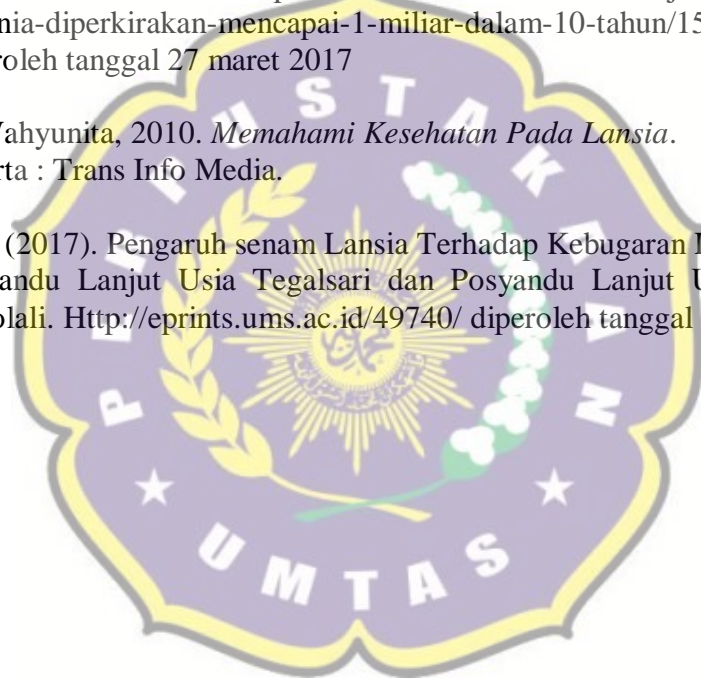 nia-diperkirakan-mencapai-1-miliar-dalam-10-tahun/15
roleh tanggal 27 maret 2017
Wahyunita, 2010. Memahami Kesehatan Pada Lansia.
rta : Trans Info Media.
(2017). Pengaruh senam Lansia Terhadap Kebugaran
andu Lanjut Usia Tegalsari dan Posyandu Lanjut
olali. Http://eprints.ums.ac.id/49740/ diperoleh tanggal
PERPUSTAKAAN
UMTAS